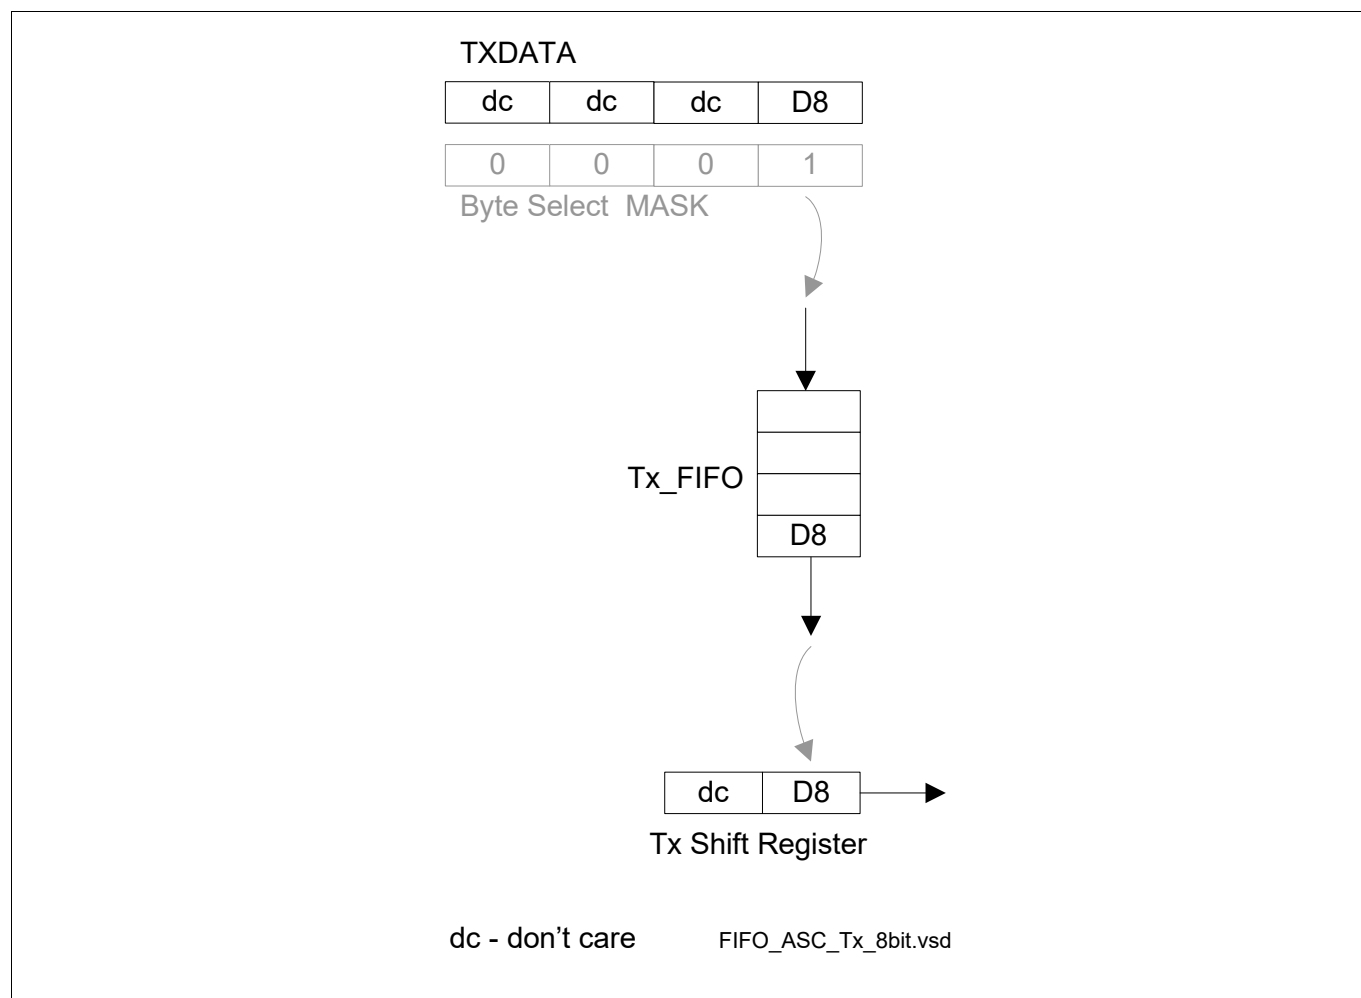 TXDATA
dc dc dc D8
0 0 0 1
Byte Select MASK
Tx_FIFO
D8
dc D8
Tx Shift Register
dc - don't care
FIFO_ASC_Tx_8bit.vsd